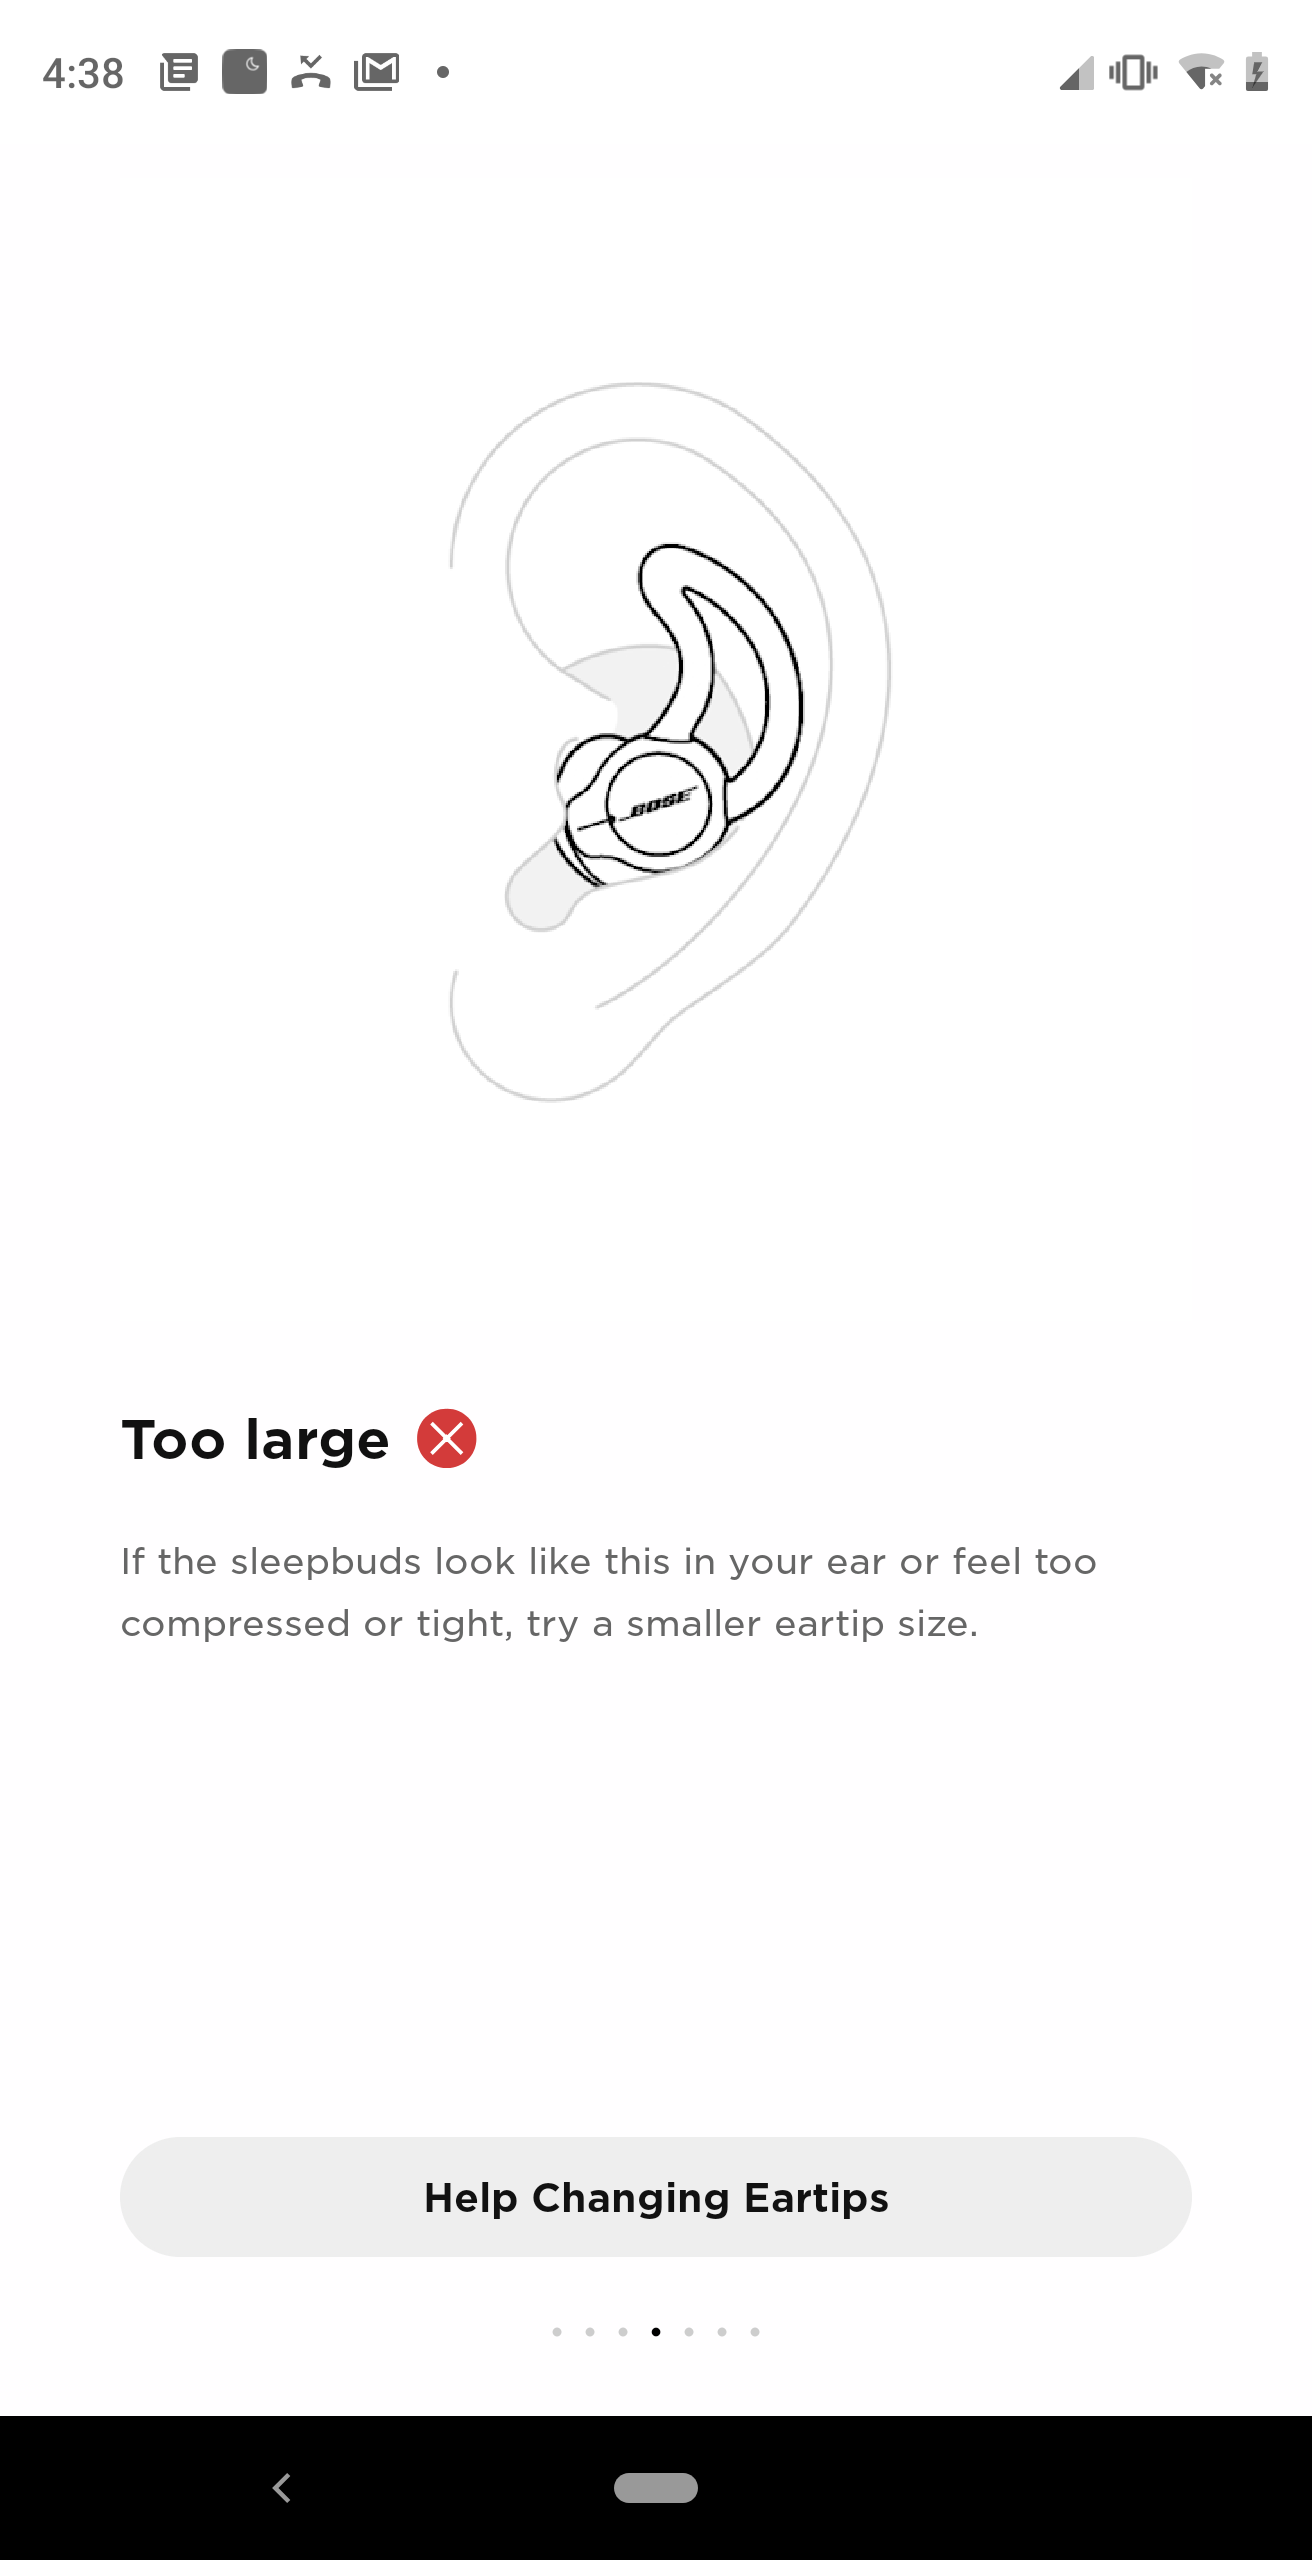 4:38
BOSE
Too large
If the sleepbuds look like this in your ear or feel too
compressed or tight, try a smaller eartip size.
Help Changing Eartips